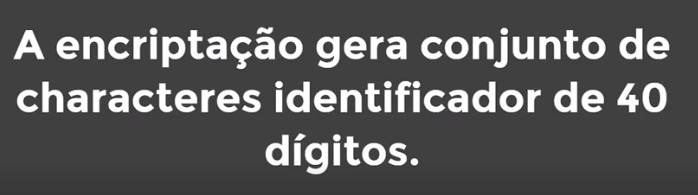 A encriptação gera conjunto de
characteres identificador de 40
dígitos.